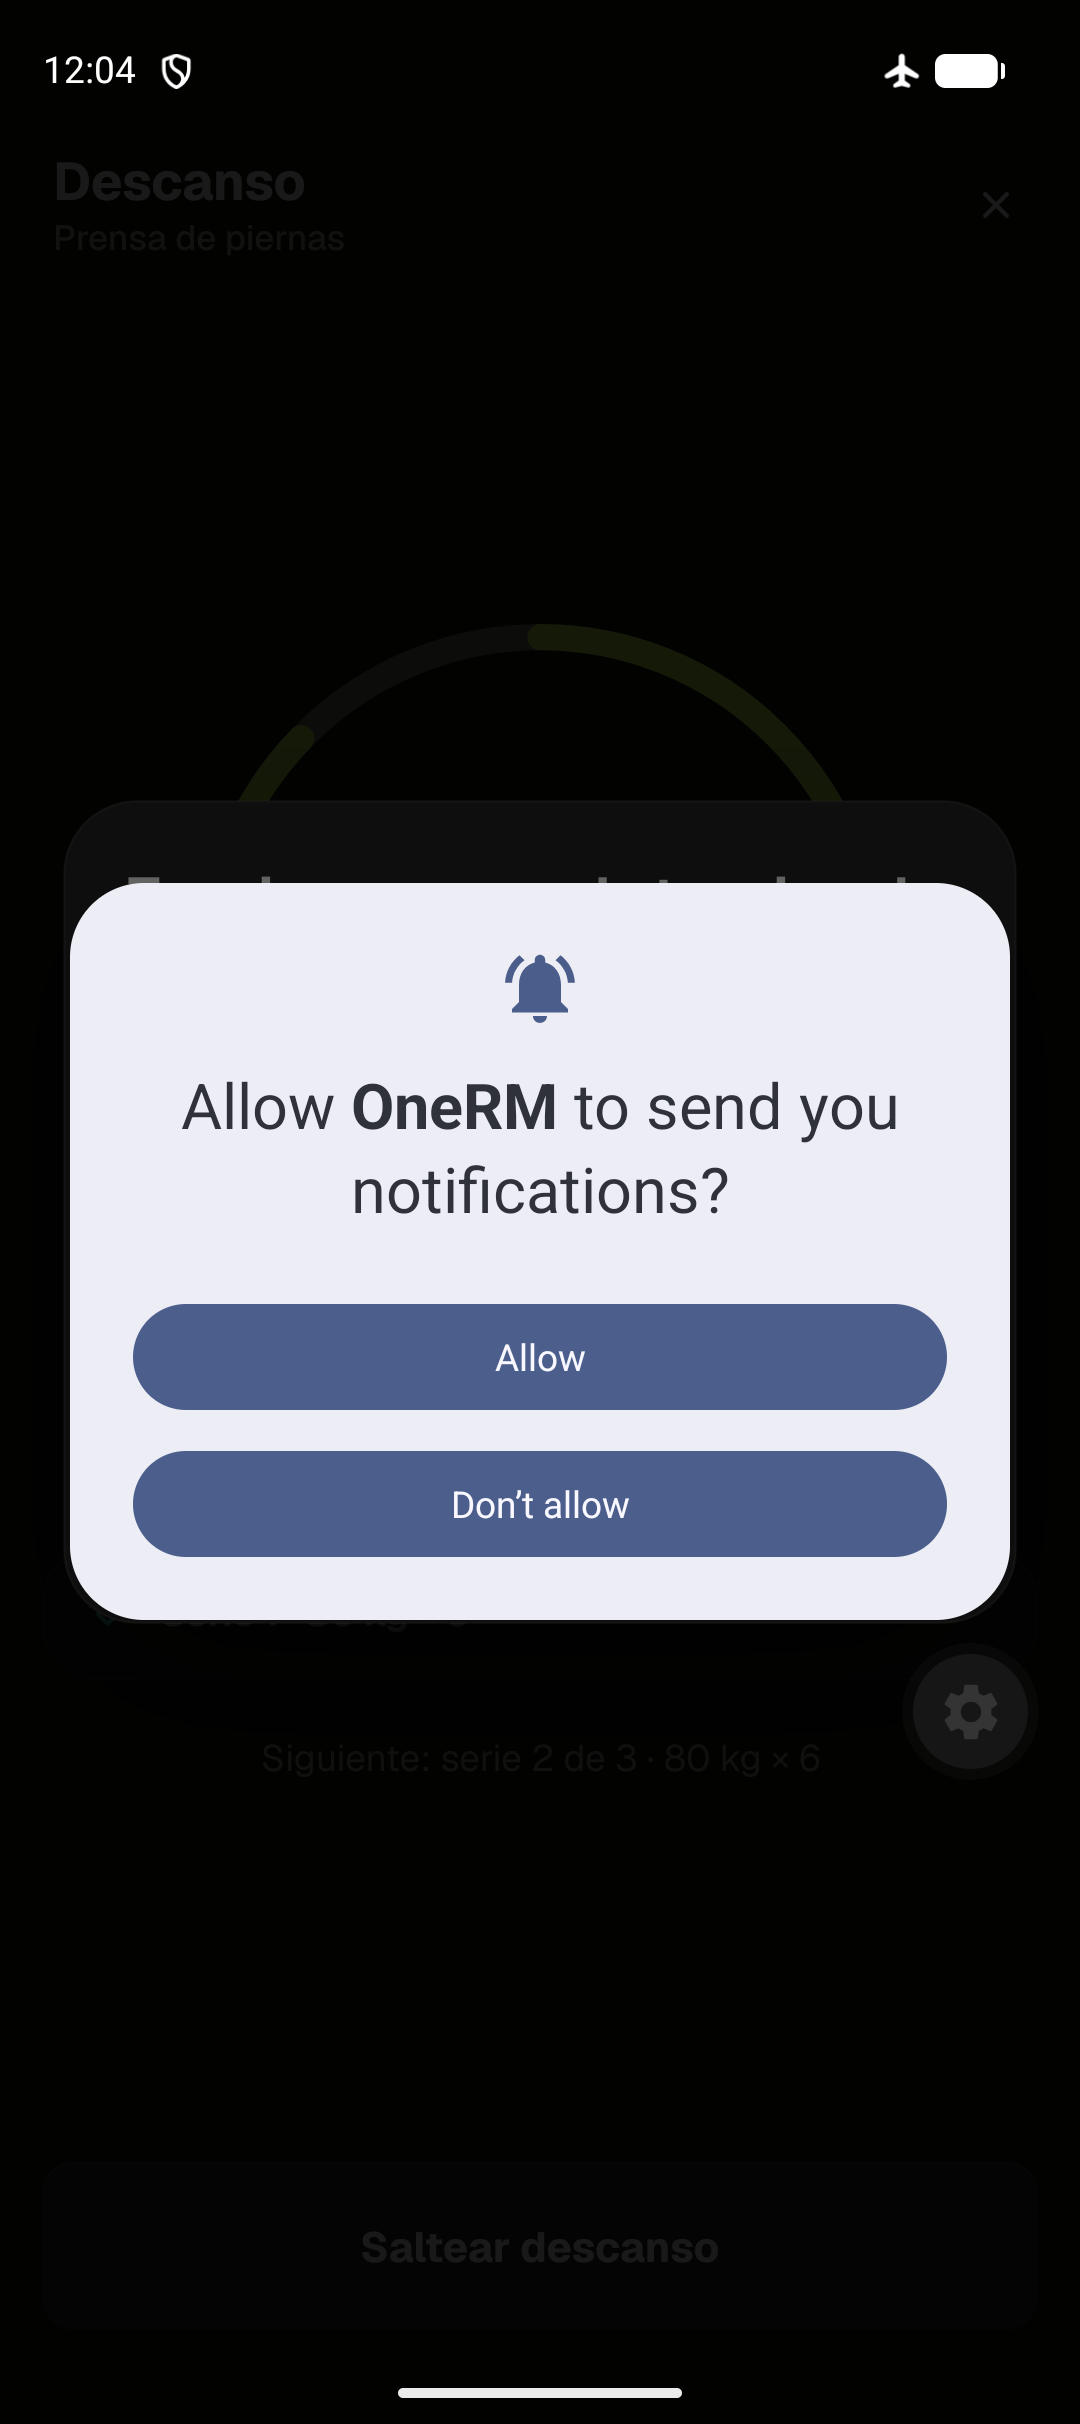 12:04
Descanso
Prensa de piernas
Allow OneRM to send you
notifications?
Allow
Don’t allow
Siguiente: serie 2 de 3 · 80 kg × 6
Saltear descanso